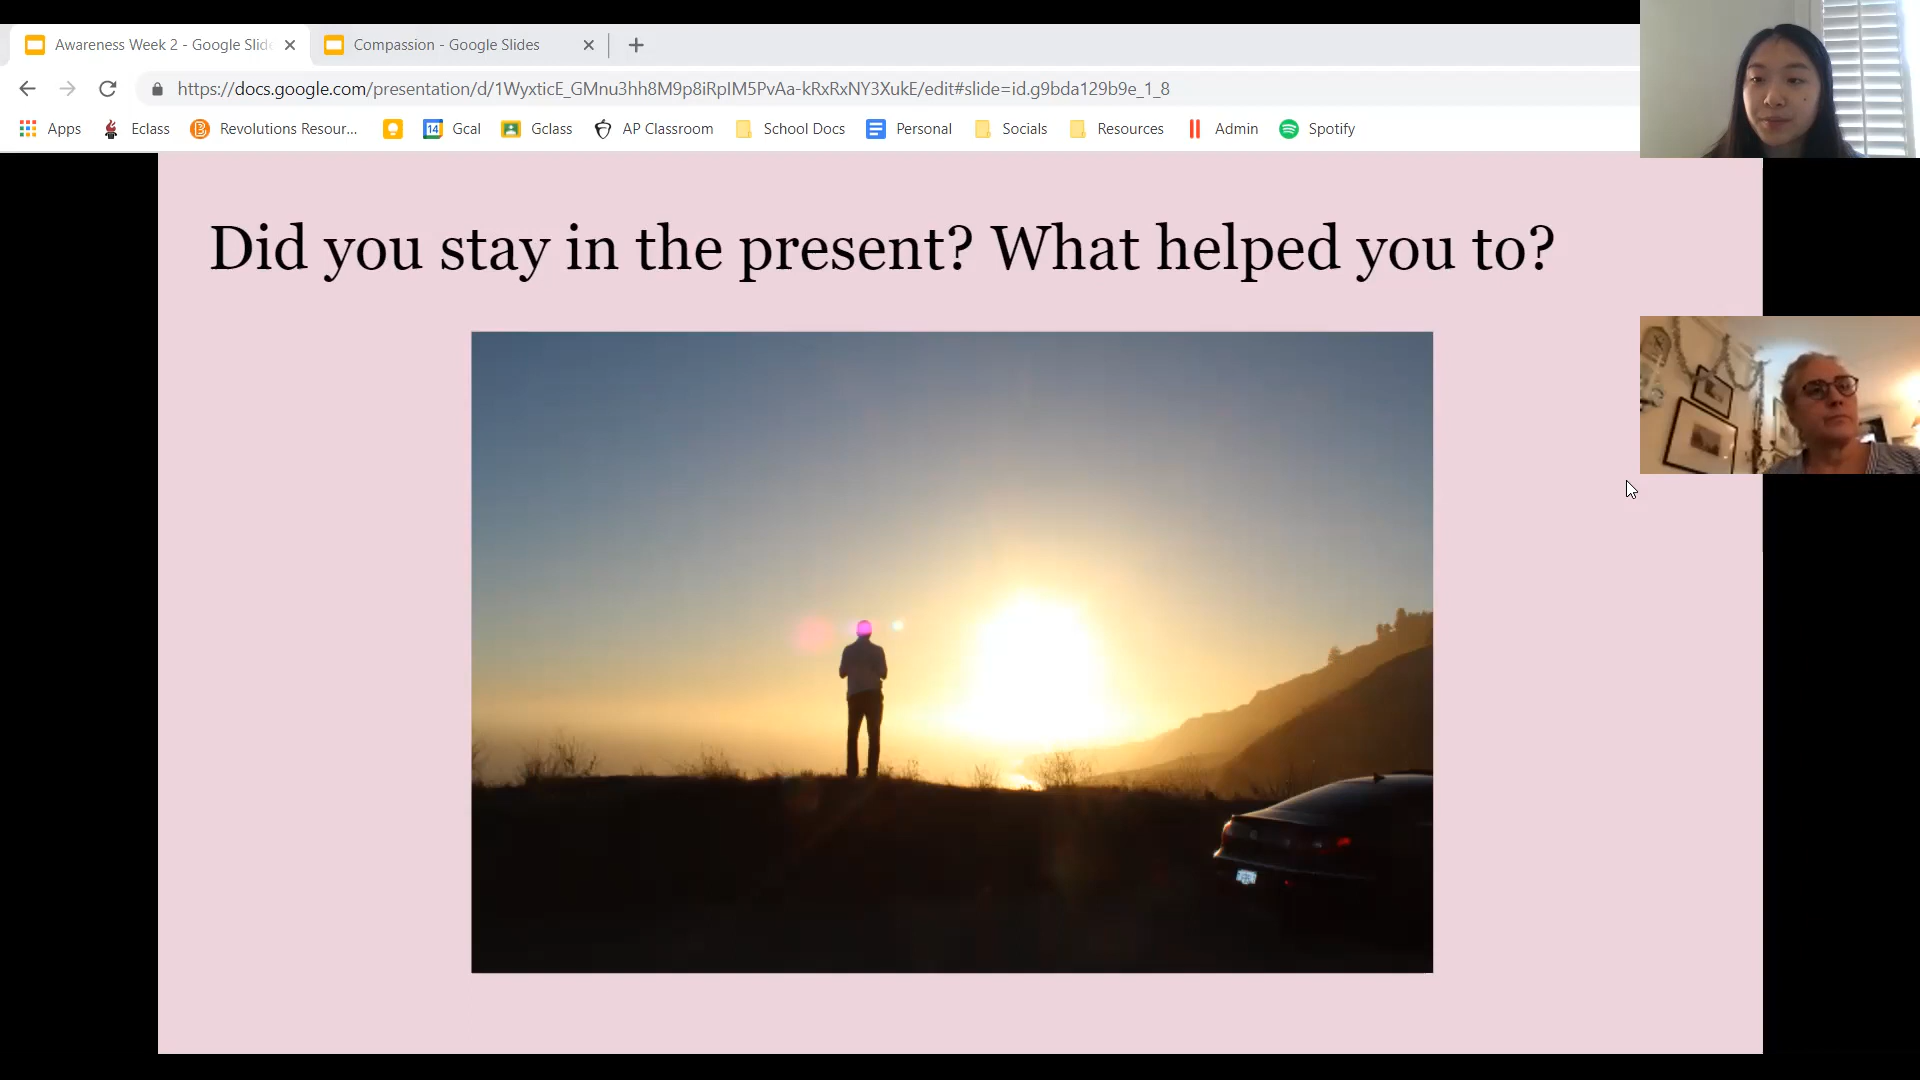 Awareness Week 2 - Google Slid
Compassion - Google Slides
https://docs.google.com/presentation/d/1WyxticE_GMnu3hh8M9p8iRpIM5PvAa-kRxRxNY3XukE/edit#slide=id.g9bda129b9e_1_8
Apps Eclass Revolutions Resour... 14 Gcal Gclass AP Classroom School Docs Personal Socials Resources Admin Spotify
Did you stay in the present? What helped you to?